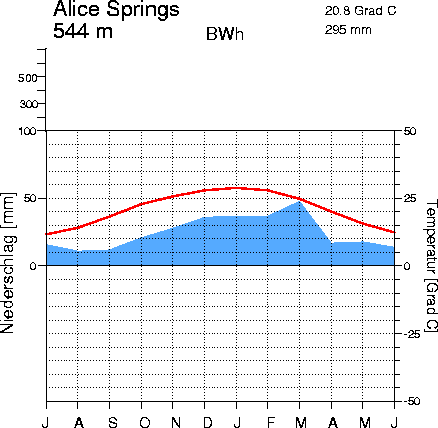 Alice Springs
20.8 Grad C
544 m
BWh
295 mm
500
300
100
50
50
25
0
0
-25
-50
Niederschlag [mm]
Temperatur [Grad C]
J A S O N D J F M A M J